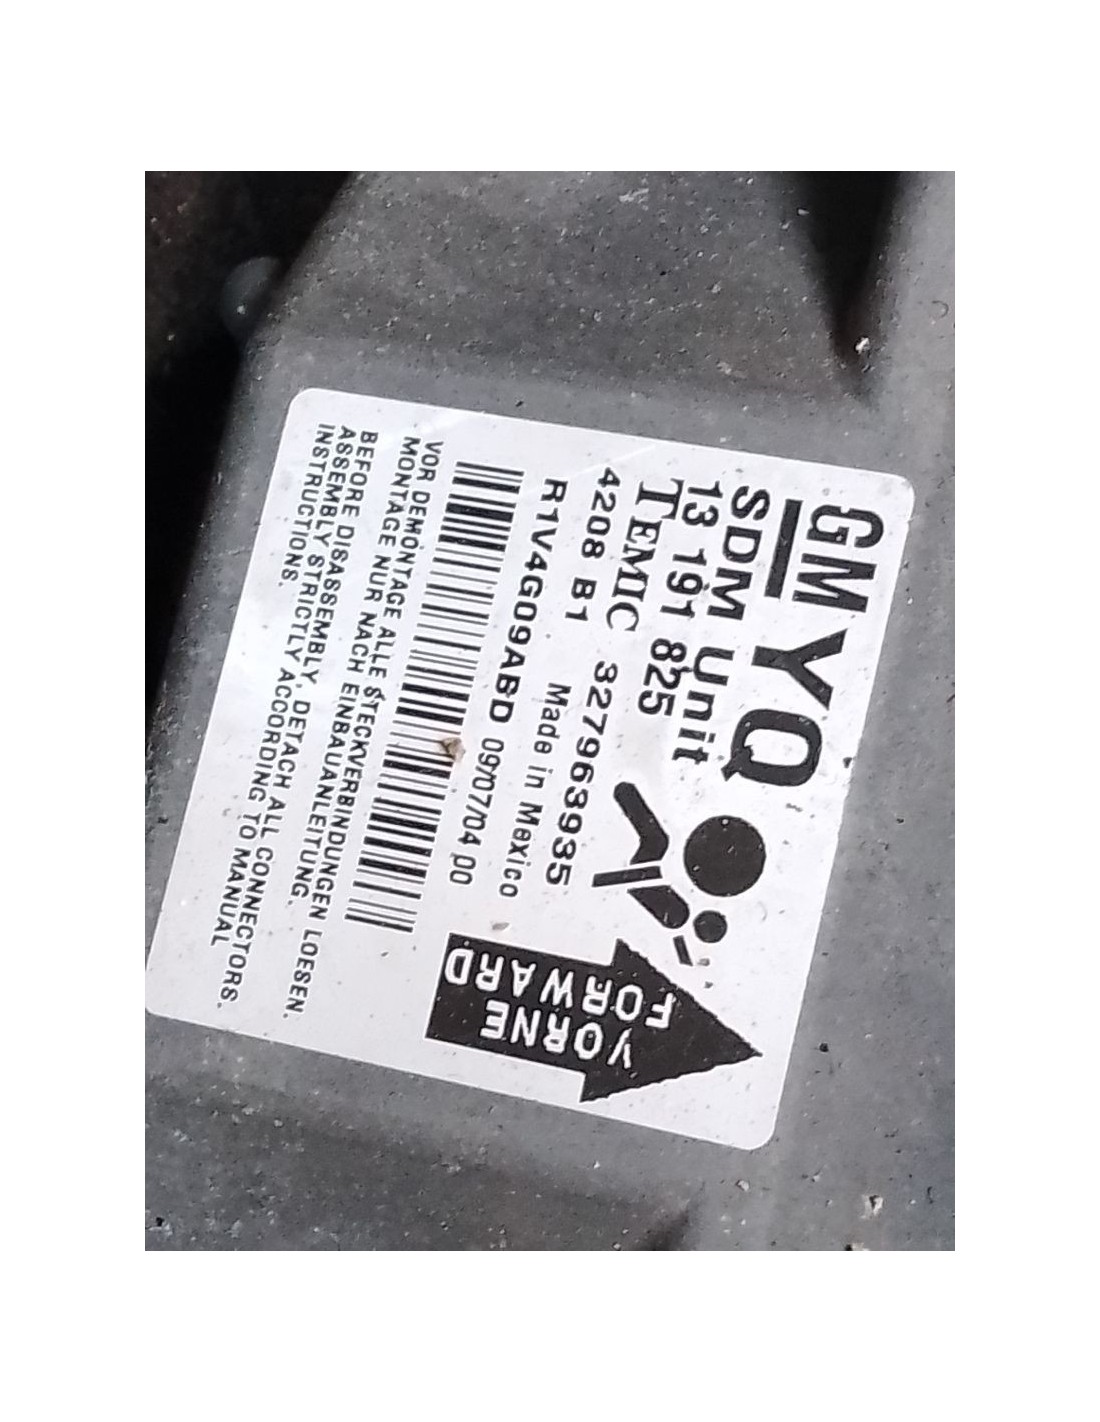 GM YQ
SDM Unit
13 191 825
TEMIC
4208 B1 327963935
Made in Mexico
R1V4G09ABD 09/07/04 00
VOR DEMONTAGE ALLE STECKVERBINDUNGEN LOESEN.
MONTAGE NUR NACH EINBAUANLEITUNG.
BEFORE DISASSEMBLY, DETACH ALL CONNECTORS.
ASSEMBLY STRICTLY ACCORDING TO MANUAL
INSTRUCTIONS.
VORNE
FORWARD